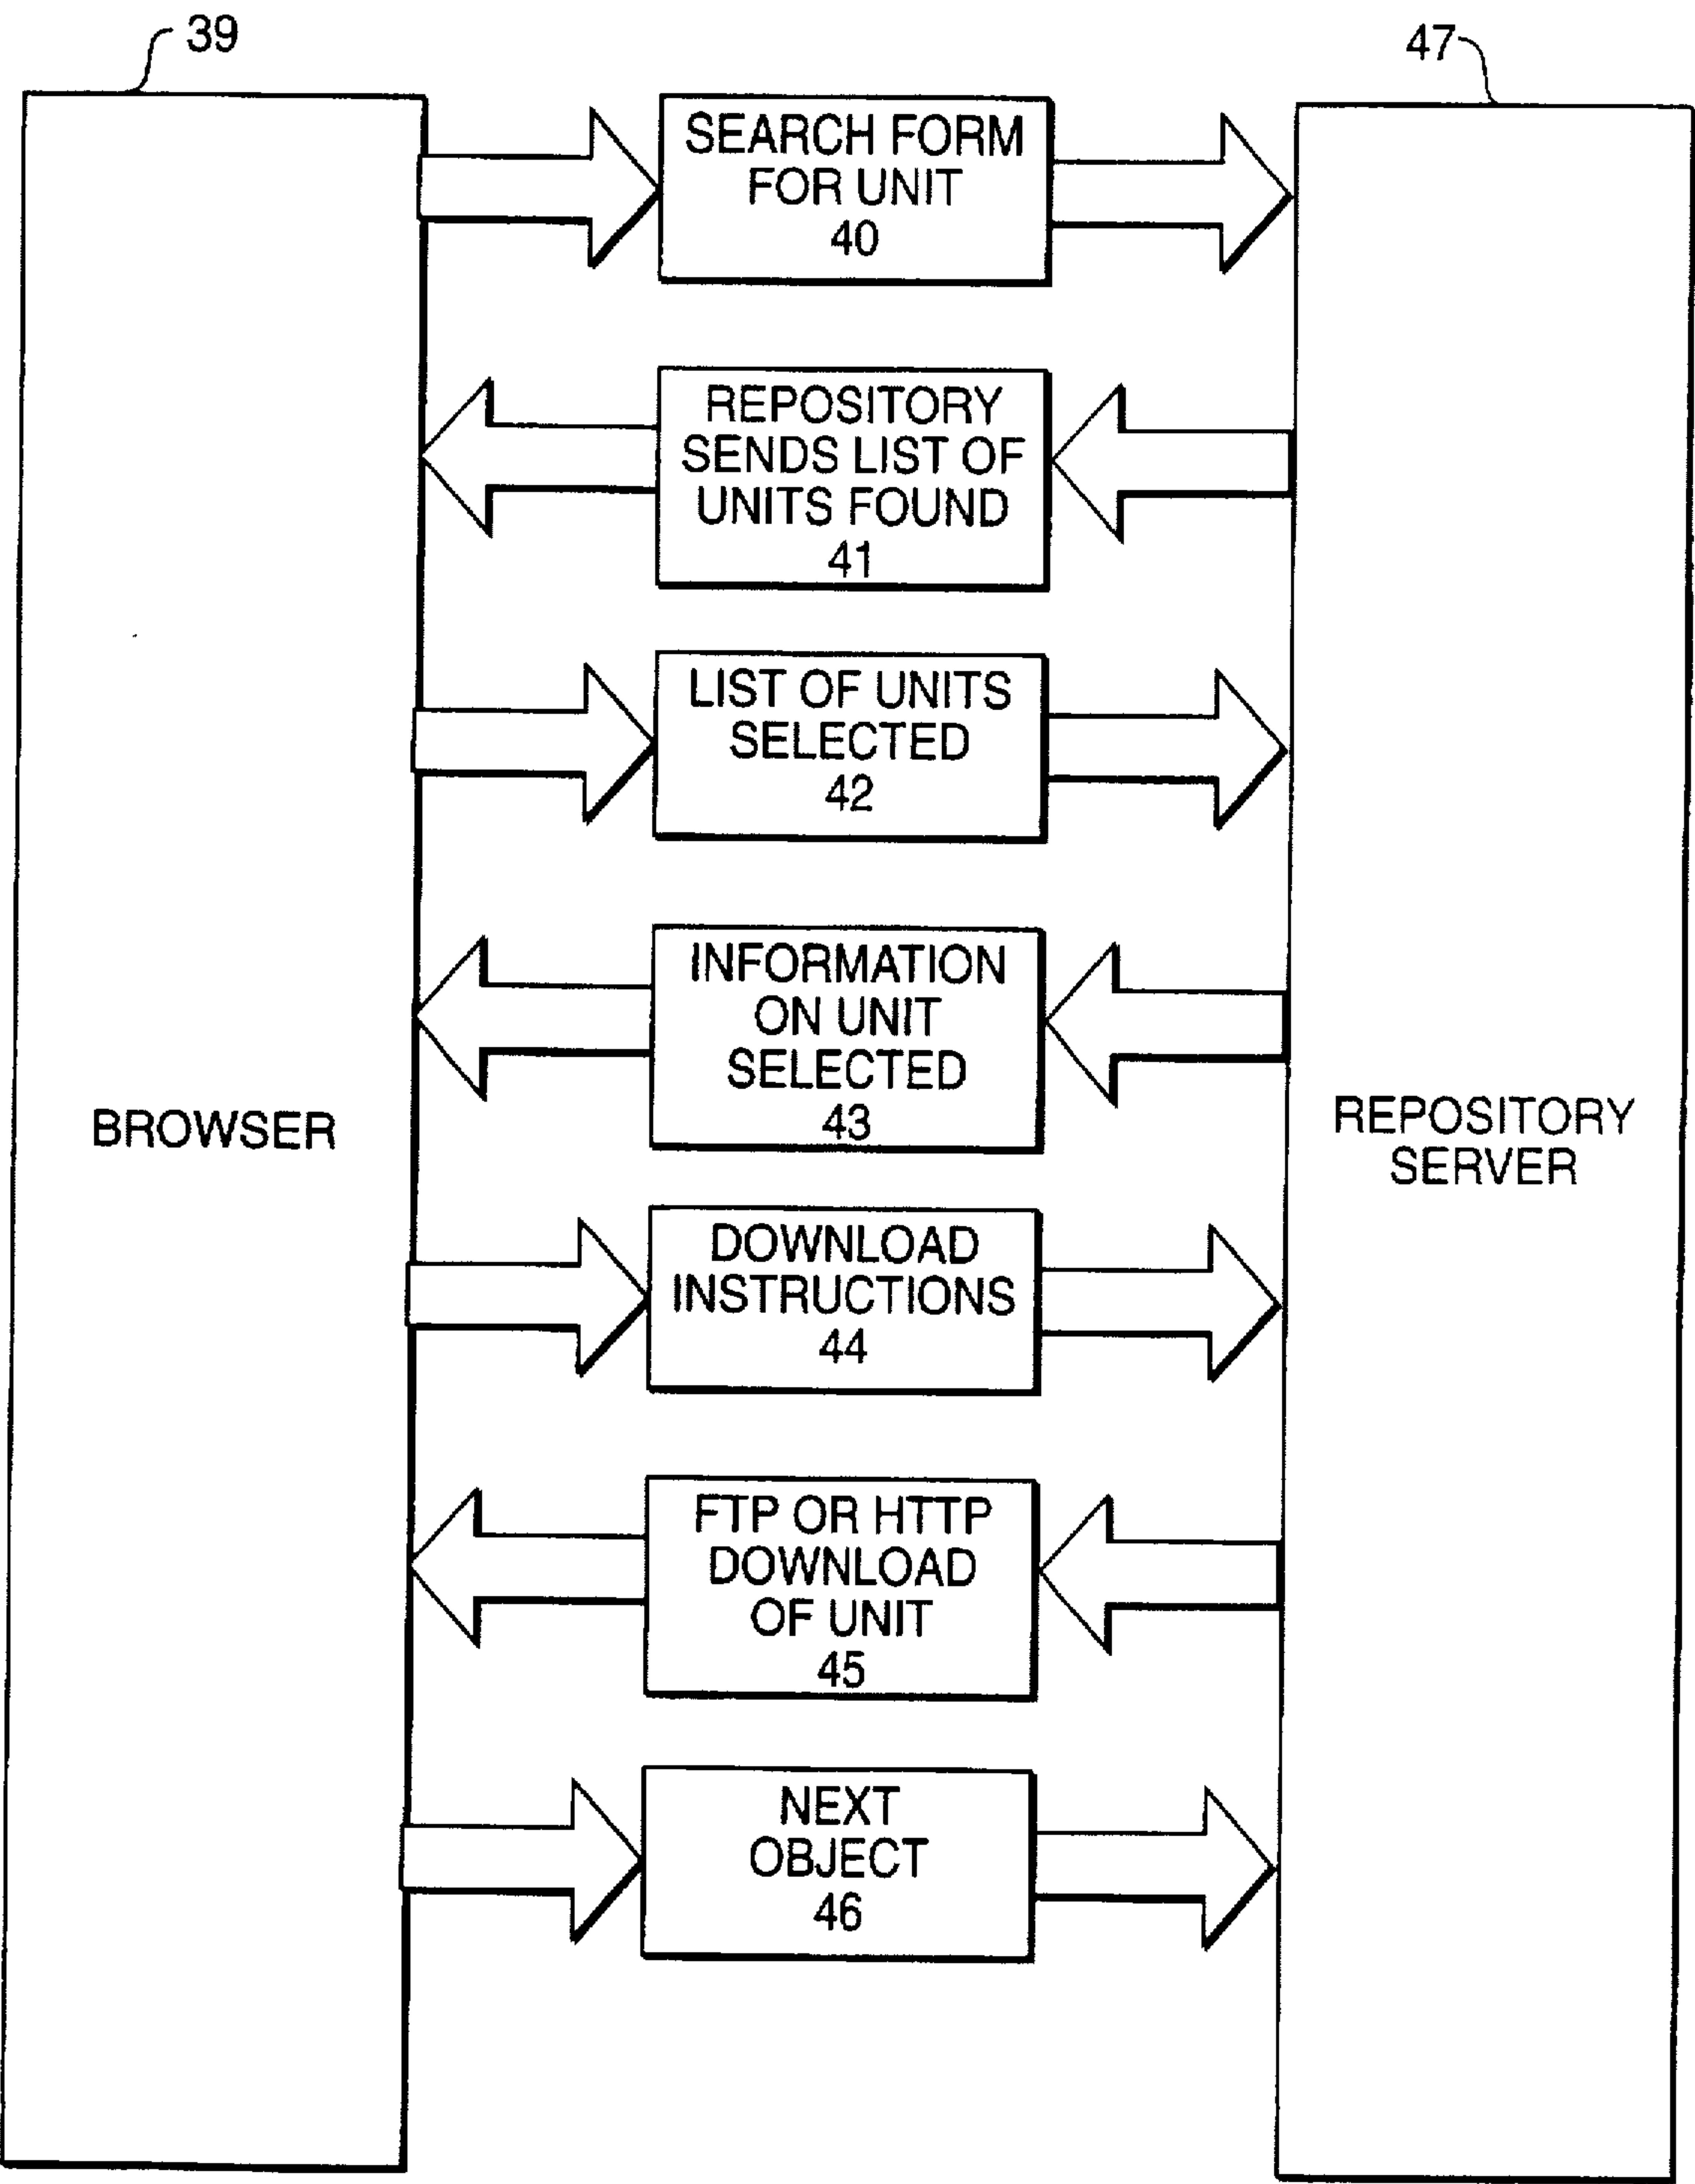 39
47
SEARCH FORM
FOR UNIT
40
REPOSITORY
SENDS LIST OF
UNITS FOUND
41
LIST OF UNITS
SELECTED
42
INFORMATION
ON UNIT
SELECTED
43
BROWSER
REPOSITORY
SERVER
DOWNLOAD
INSTRUCTIONS
44
FTP OR HTTP
DOWNLOAD
OF UNIT
45
NEXT
OBJECT
46